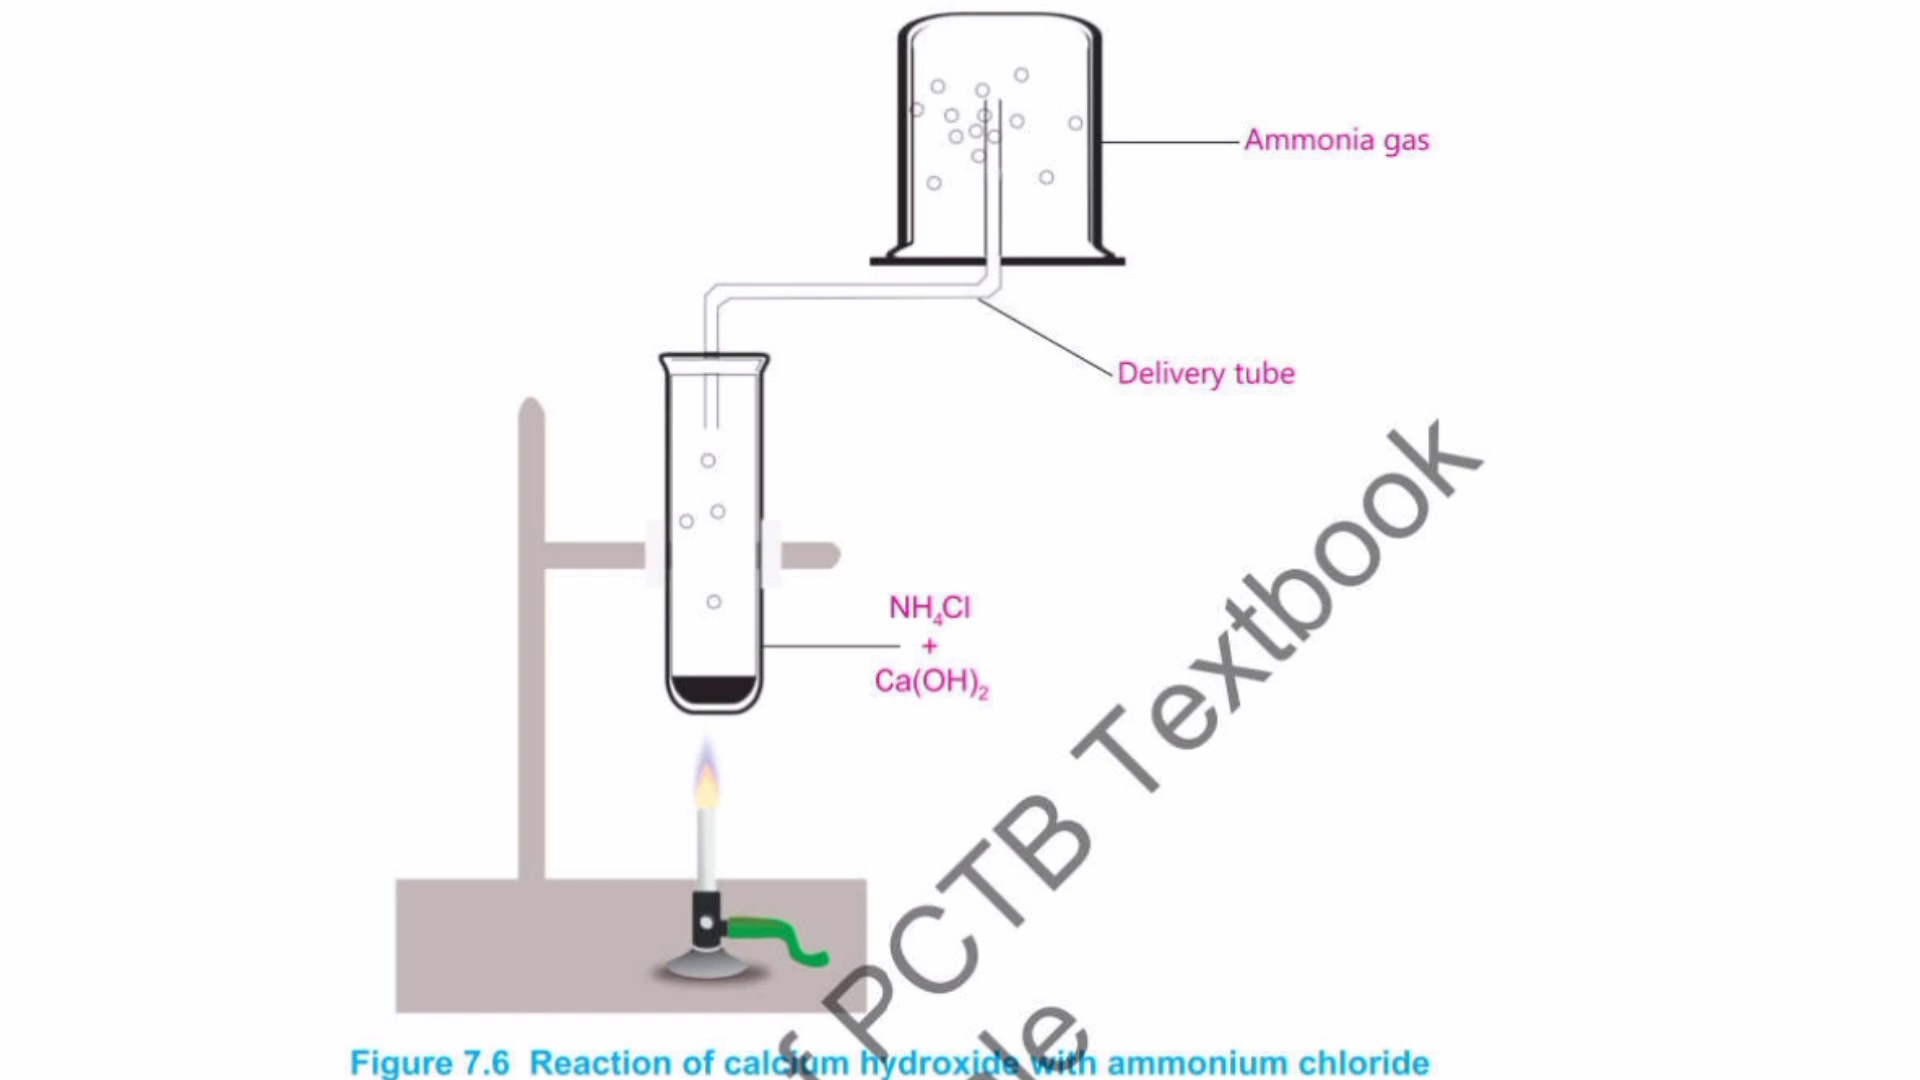 Ammonia gas
Delivery tube
NH₄Cl
+
Ca(OH)₂
f PCTB Textbook
Figure 7.6 Reaction of calcium hydroxide with ammonium chloride